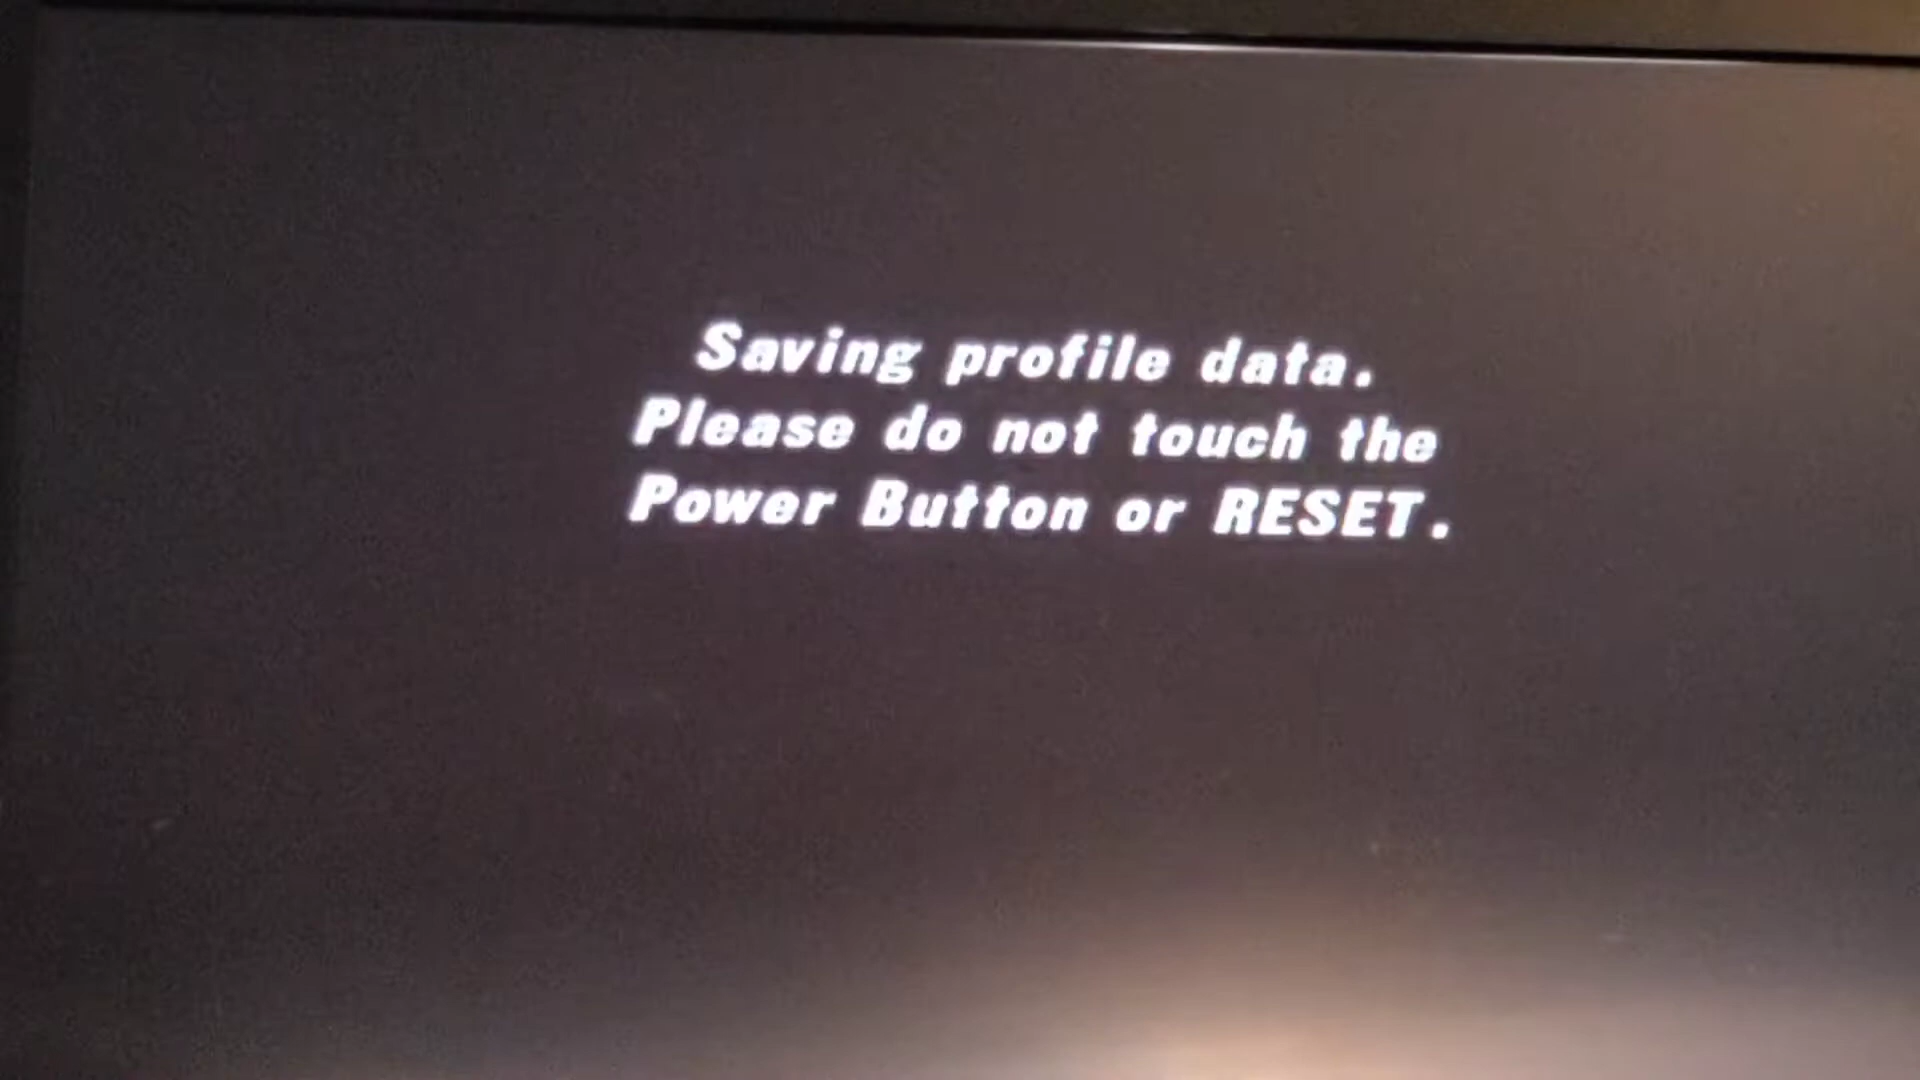 Saving profile data.
Please do not touch the
Power Button or RESET.